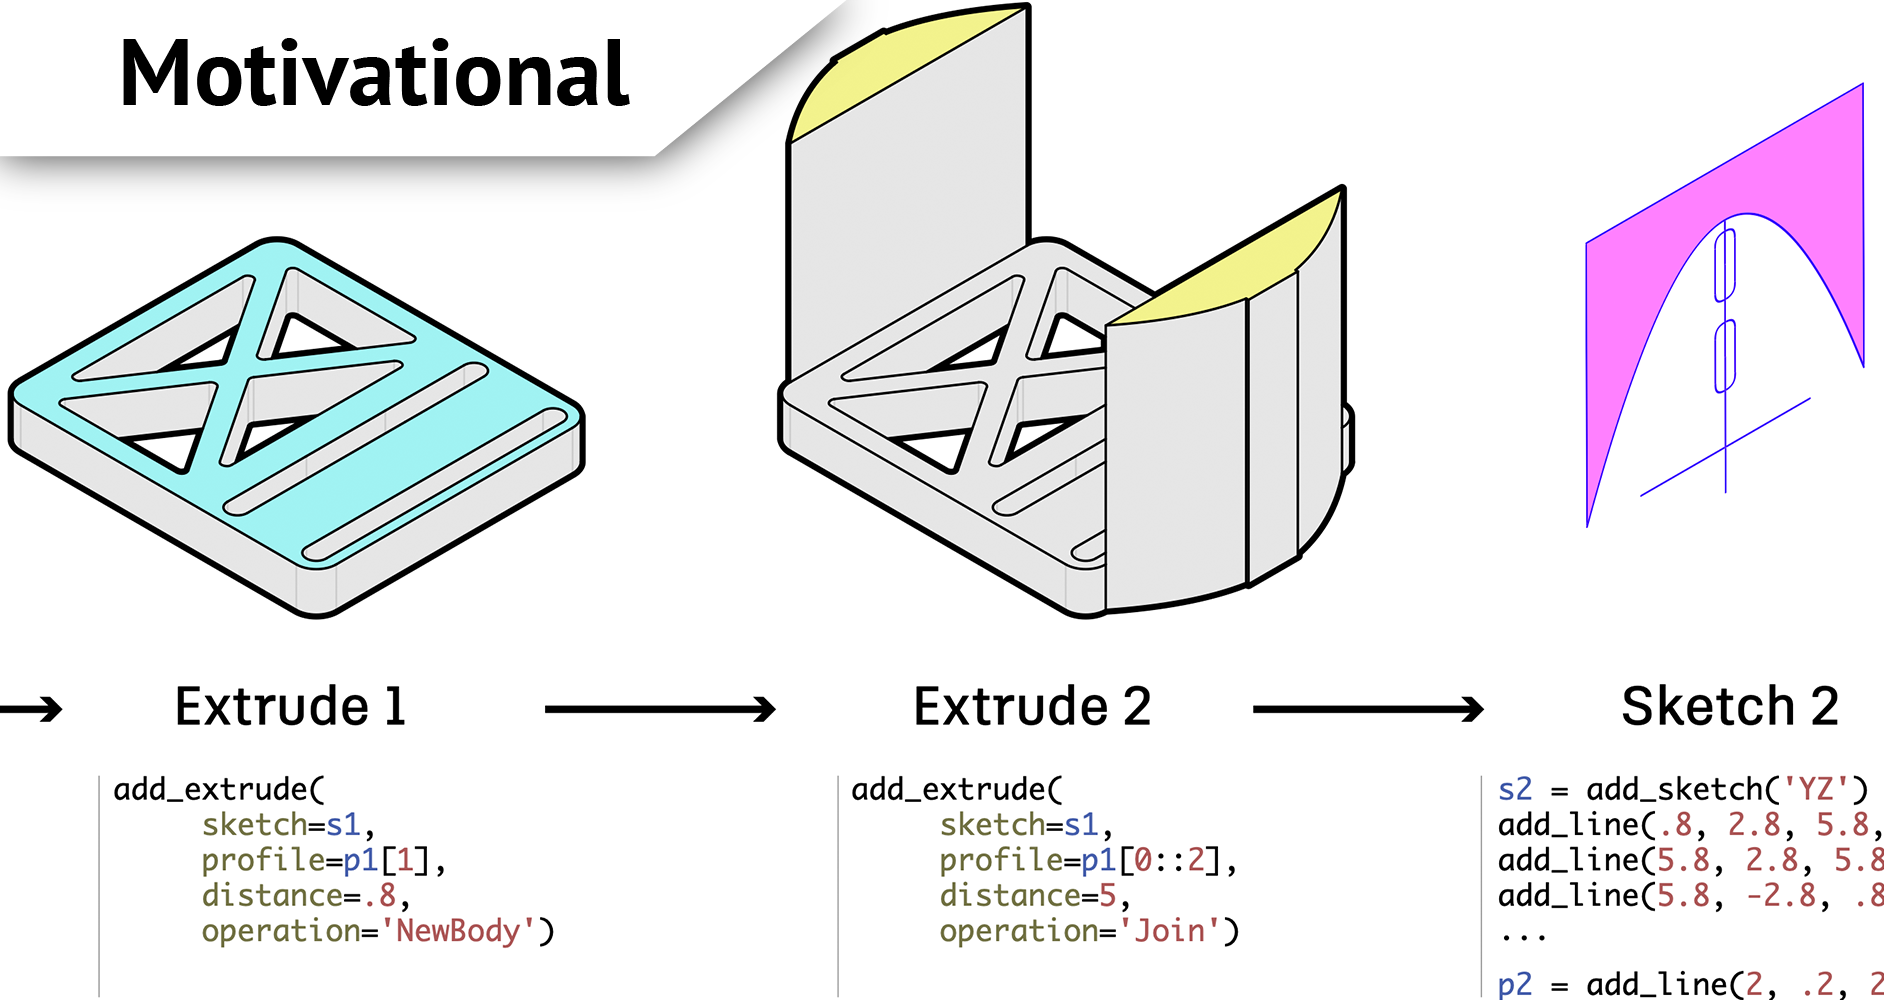 Motivational
Extrude 1
Extrude 2
Sketch 2
add_extrude(
sketch=s1,
profile=p1[1],
distance=.8,
operation='NewBody')
add_extrude(
sketch=s1,
profile=p1[0::2],
distance=5,
operation='Join')
s2 = add_sketch('YZ')
add_line(.8, 2.8, 5.8,
add_line(5.8, 2.8, 5.8
add_line(5.8, -2.8, .8
...
p2 = add_line(2, .2, 2